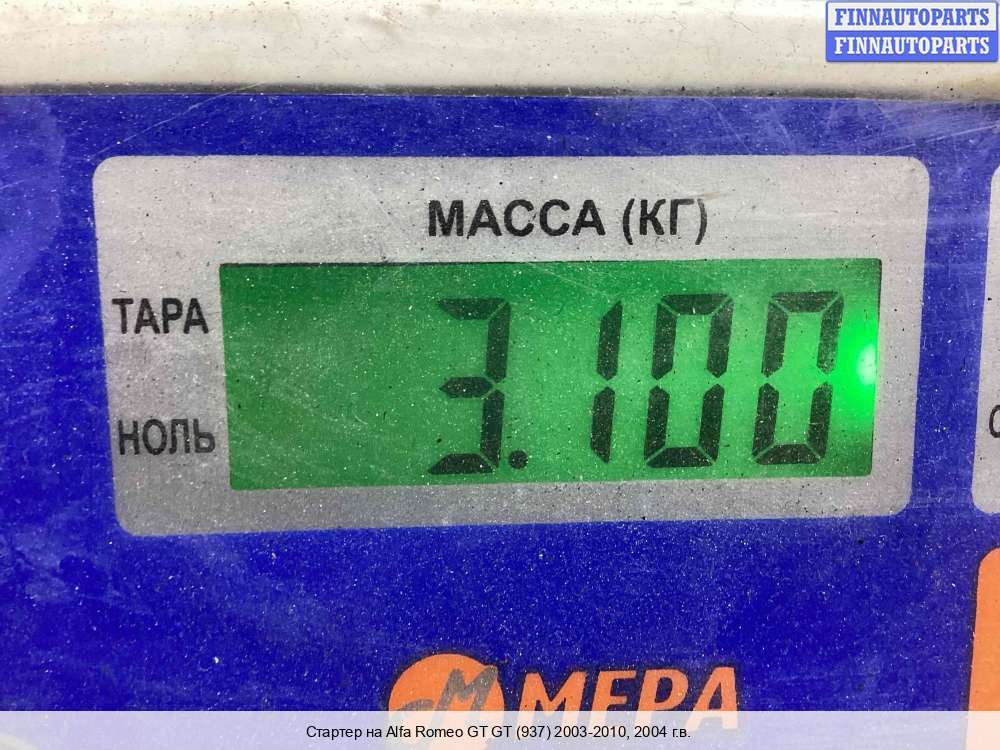 FINNAUTOPARTS
FINNAUTOPARTS
МАССА (КГ)
ТАРА
3.100
НОЛЬ
МЕРА
Стартер на Alfa Romeo GT GT (937) 2003-2010, 2004 г.в.